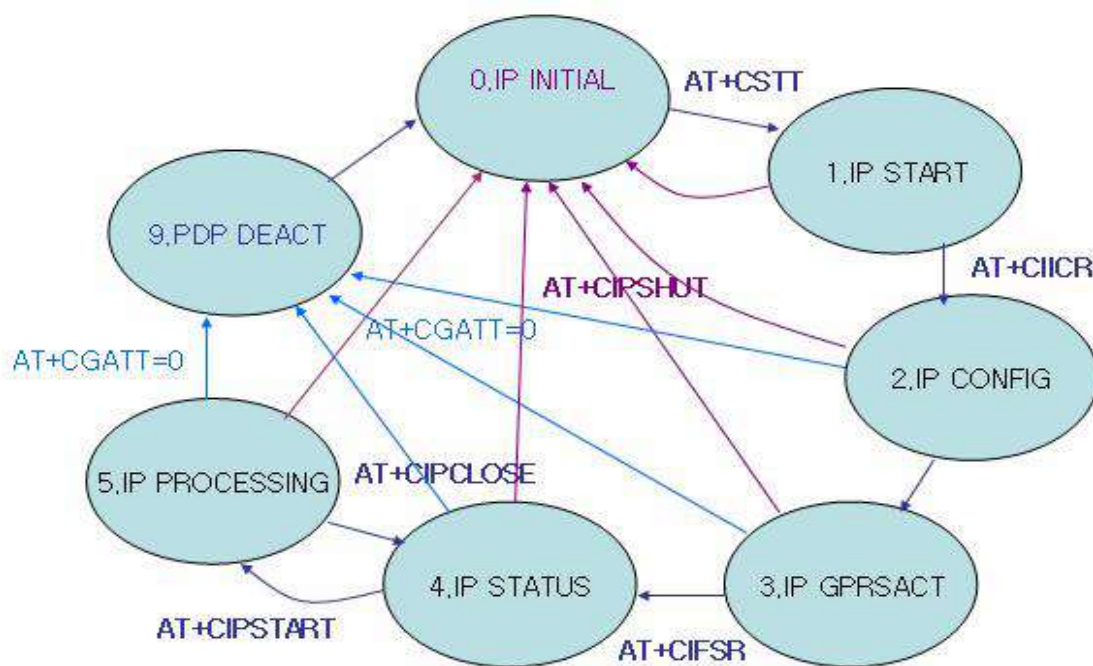 0,IP INITIAL
AT+CSTT
1,IP START
9,PDP DEACT
AT+CIICR
AT+CIPSHUT
AT+CGATT=0
AT+CGATT=0
2,IP CONFIG
5,IP PROCESSING
AT+CIPCLOSE
4,IP STATUS
3,IP GPRSACT
AT+CIPSTART
AT+CIFSR